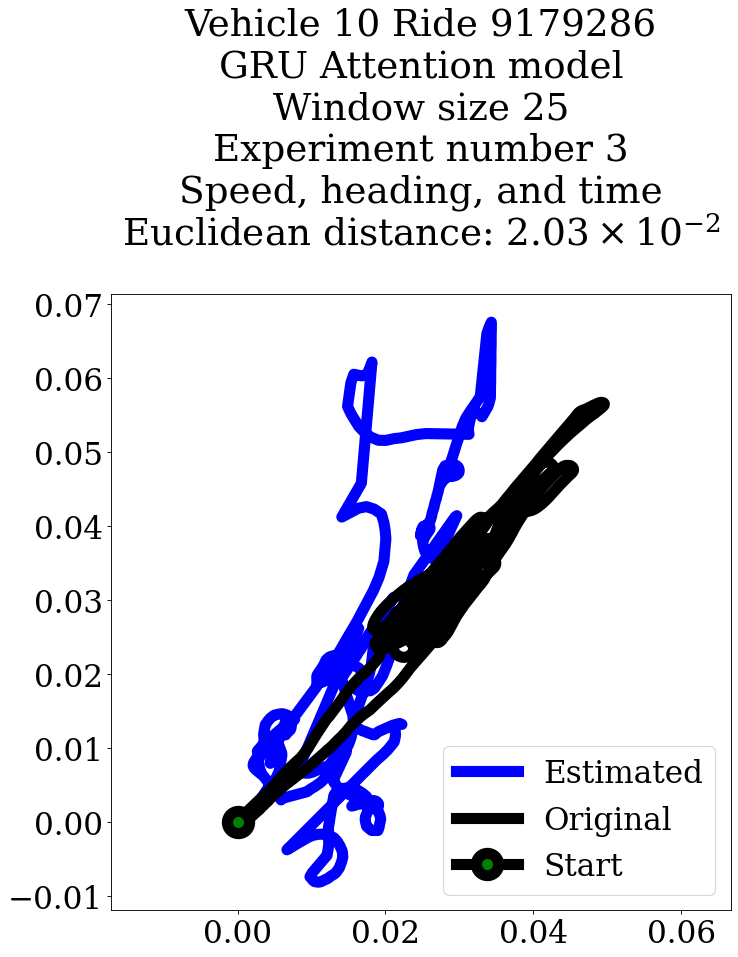 Vehicle 10 Ride 9179286
GRU Attention model
Window size 25
Experiment number 3
Speed, heading, and time
Euclidean distance: 2.03 × 10⁻²
0.07
0.06
0.05
0.04
0.03
0.02
0.01
0.00
−0.01
Estimated
Original
Start
0.00 0.02 0.04 0.06